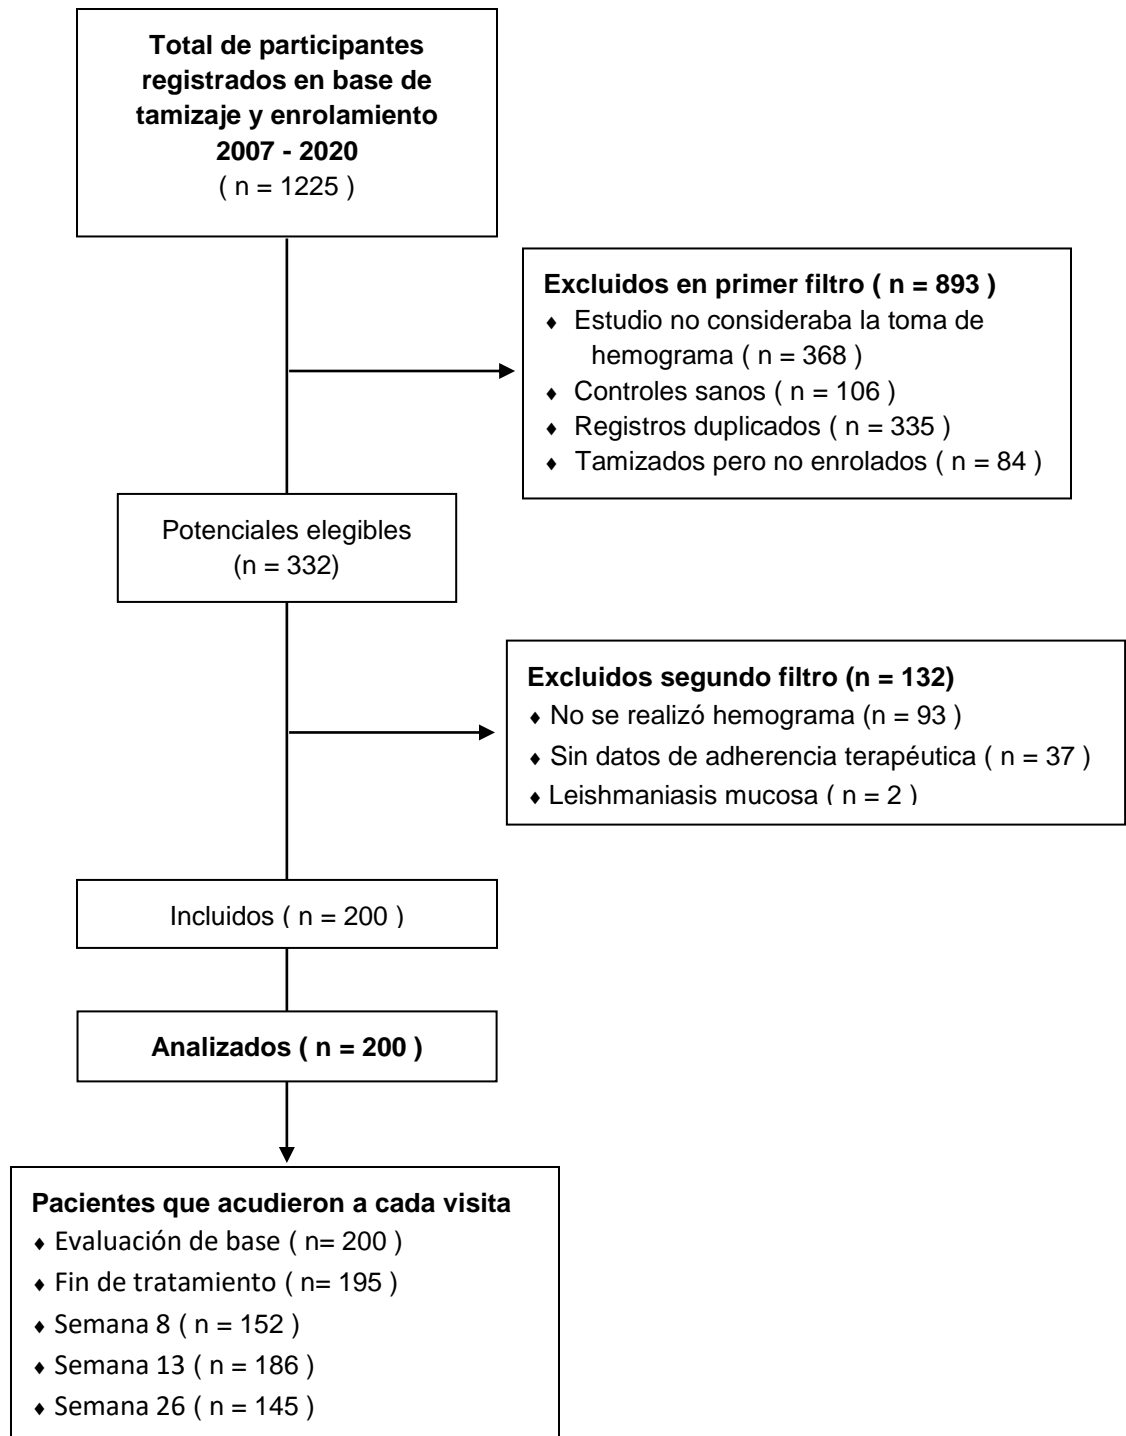 Total de participantes
registrados en base de
tamizaje y enrolamiento
2007 - 2020
( n = 1225 )
Excluidos en primer filtro ( n = 893 )
♦ Estudio no consideraba la toma de
hemograma ( n = 368 )
♦ Controles sanos ( n = 106 )
♦ Registros duplicados ( n = 335 )
♦ Tamizados pero no enrolados ( n = 84 )
Potenciales elegibles
(n = 332)
Excluidos segundo filtro (n = 132)
♦ No se realizó hemograma (n = 93 )
♦ Sin datos de adherencia terapéutica ( n = 37 )
♦ Leishmaniasis mucosa ( n = 2 )
Incluidos ( n = 200 )
Analizados ( n = 200 )
Pacientes que acudieron a cada visita
♦ Evaluación de base ( n= 200 )
♦ Fin de tratamiento ( n= 195 )
♦ Semana 8 ( n = 152 )
♦ Semana 13 ( n = 186 )
♦ Semana 26 ( n = 145 )